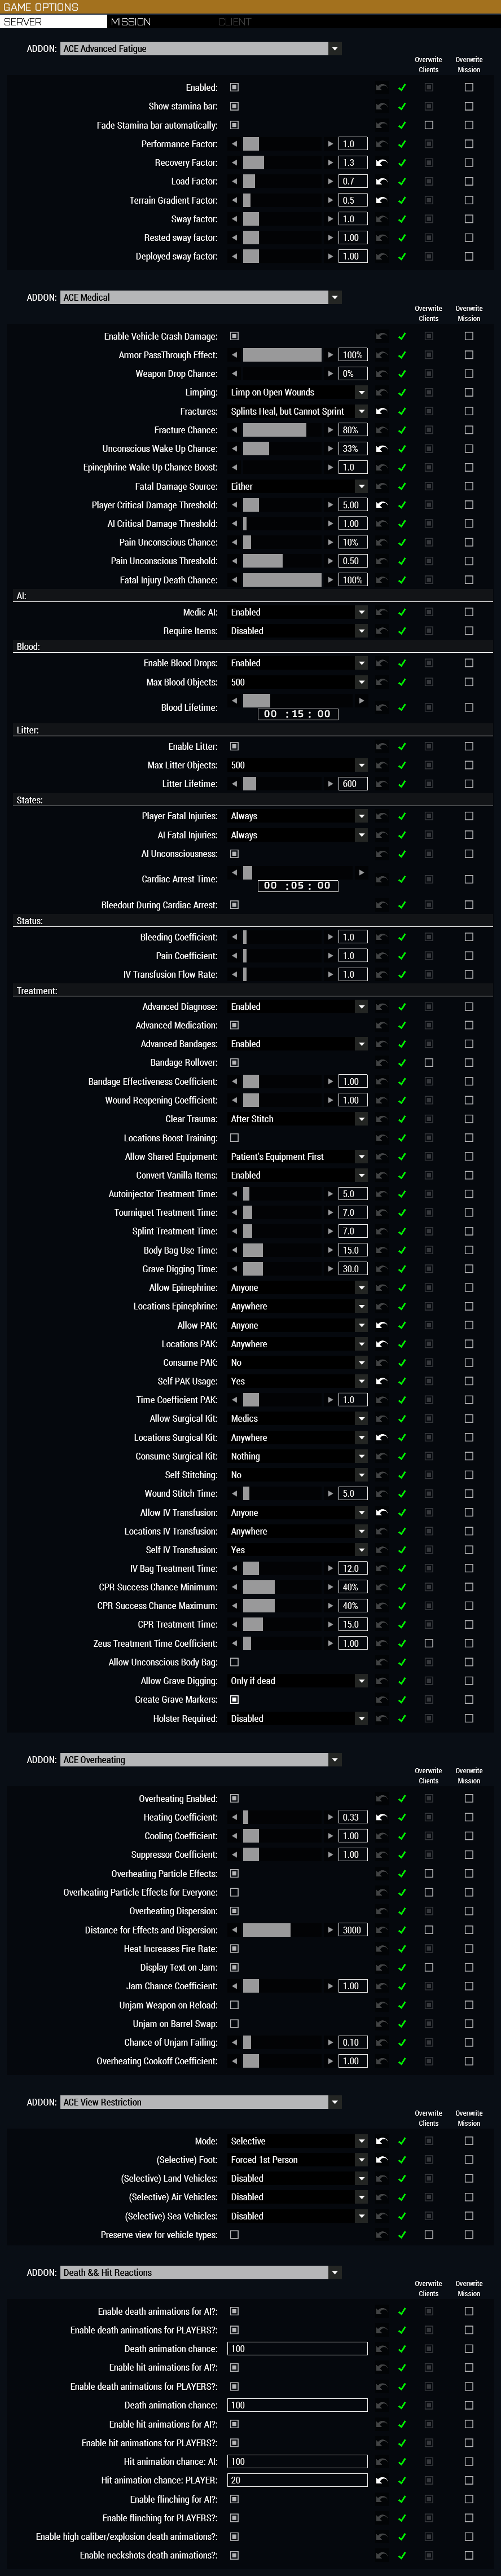 GAME OPTIONS
SERVER MISSION CLIENT
ADDON: ACE Advanced Fatigue
Overwrite Clients Overwrite Mission
Enabled:
Show stamina bar:
Fade Stamina bar automatically:
Performance Factor: 1.0
Recovery Factor: 1.3
Load Factor: 0.7
Terrain Gradient Factor: 0.5
Sway factor: 1.0
Rested sway factor: 1.00
Deployed sway factor: 1.00
ADDON: ACE Medical
Overwrite Clients Overwrite Mission
Enable Vehicle Crash Damage:
Armor PassThrough Effect: 100%
Weapon Drop Chance: 0%
Limping: Limp on Open Wounds
Fractures: Splints Heal, but Cannot Sprint
Fracture Chance: 80%
Unconscious Wake Up Chance: 33%
Epinephrine Wake Up Chance Boost: 1.0
Fatal Damage Source: Either
Player Critical Damage Threshold: 5.00
AI Critical Damage Threshold: 1.00
Pain Unconscious Chance: 10%
Pain Unconscious Threshold: 0.50
Fatal Injury Death Chance: 100%
AI:
Medic AI: Enabled
Require Items: Disabled
Blood:
Enable Blood Drops: Enabled
Max Blood Objects: 500
Blood Lifetime: 00 : 15 : 00
Litter:
Enable Litter:
Max Litter Objects: 500
Litter Lifetime: 600
States:
Player Fatal Injuries: Always
AI Fatal Injuries: Always
AI Unconsciousness:
Cardiac Arrest Time: 00 : 05 : 00
Bleedout During Cardiac Arrest:
Status:
Bleeding Coefficient: 1.0
Pain Coefficient: 1.0
IV Transfusion Flow Rate: 1.0
Treatment:
Advanced Diagnose: Enabled
Advanced Medication:
Advanced Bandages: Enabled
Bandage Rollover:
Bandage Effectiveness Coefficient: 1.00
Wound Reopening Coefficient: 1.00
Clear Trauma: After Stitch
Locations Boost Training:
Allow Shared Equipment: Patient's Equipment First
Convert Vanilla Items: Enabled
Autoinjector Treatment Time: 5.0
Tourniquet Treatment Time: 7.0
Splint Treatment Time: 7.0
Body Bag Use Time: 15.0
Grave Digging Time: 30.0
Allow Epinephrine: Anyone
Locations Epinephrine: Anywhere
Allow PAK: Anyone
Locations PAK: Anywhere
Consume PAK: No
Self PAK Usage: Yes
Time Coefficient PAK: 1.0
Allow Surgical Kit: Medics
Locations Surgical Kit: Anywhere
Consume Surgical Kit: Nothing
Self Stitching: No
Wound Stitch Time: 5.0
Allow IV Transfusion: Anyone
Locations IV Transfusion: Anywhere
Self IV Transfusion: Yes
IV Bag Treatment Time: 12.0
CPR Success Chance Minimum: 40%
CPR Success Chance Maximum: 40%
CPR Treatment Time: 15.0
Zeus Treatment Time Coefficient: 1.00
Allow Unconscious Body Bag:
Allow Grave Digging: Only if dead
Create Grave Markers:
Holster Required: Disabled
ADDON: ACE Overheating
Overwrite Clients Overwrite Mission
Overheating Enabled:
Heating Coefficient: 0.33
Cooling Coefficient: 1.00
Suppressor Coefficient: 1.00
Overheating Particle Effects:
Overheating Particle Effects for Everyone:
Overheating Dispersion:
Distance for Effects and Dispersion: 3000
Heat Increases Fire Rate:
Display Text on Jam:
Jam Chance Coefficient: 1.00
Unjam Weapon on Reload:
Unjam on Barrel Swap:
Chance of Unjam Failing: 0.10
Overheating Cookoff Coefficient: 1.00
ADDON: ACE View Restriction
Overwrite Clients Overwrite Mission
Mode: Selective
(Selective) Foot: Forced 1st Person
(Selective) Land Vehicles: Disabled
(Selective) Air Vehicles: Disabled
(Selective) Sea Vehicles: Disabled
Preserve view for vehicle types:
ADDON: Death && Hit Reactions
Overwrite Clients Overwrite Mission
Enable death animations for AI?:
Enable death animations for PLAYERS?:
Death animation chance: 100
Enable hit animations for AI?:
Enable death animations for PLAYERS?:
Death animation chance: 100
Enable hit animations for AI?:
Enable hit animations for PLAYERS?:
Hit animation chance: AI: 100
Hit animation chance: PLAYER: 20
Enable flinching for AI?:
Enable flinching for PLAYERS?:
Enable high caliber/explosion death animations?:
Enable neckshots death animations?: